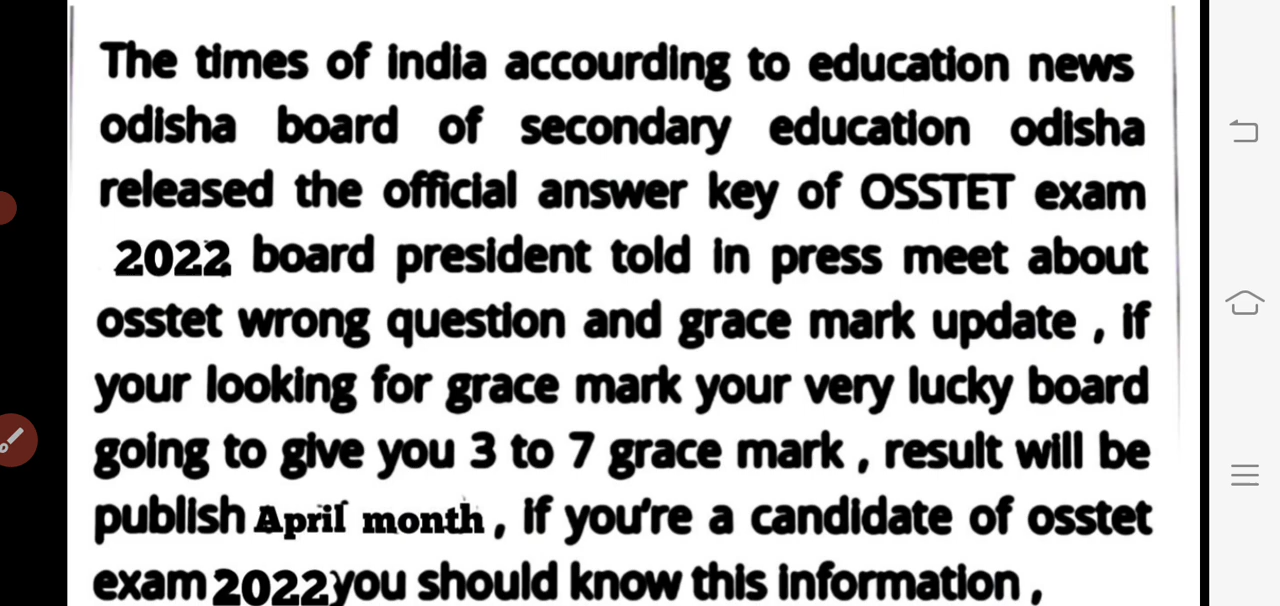 The times of india accourding to education news
odisha board of secondary education odisha
released the official answer key of OSSTET exam
2022 board president told in press meet about
osstet wrong question and grace mark update , if
your looking for grace mark your very lucky board
going to give you 3 to 7 grace mark , result will be
publish April month , if you're a candidate of osstet
exam 2022 you should know this information ,